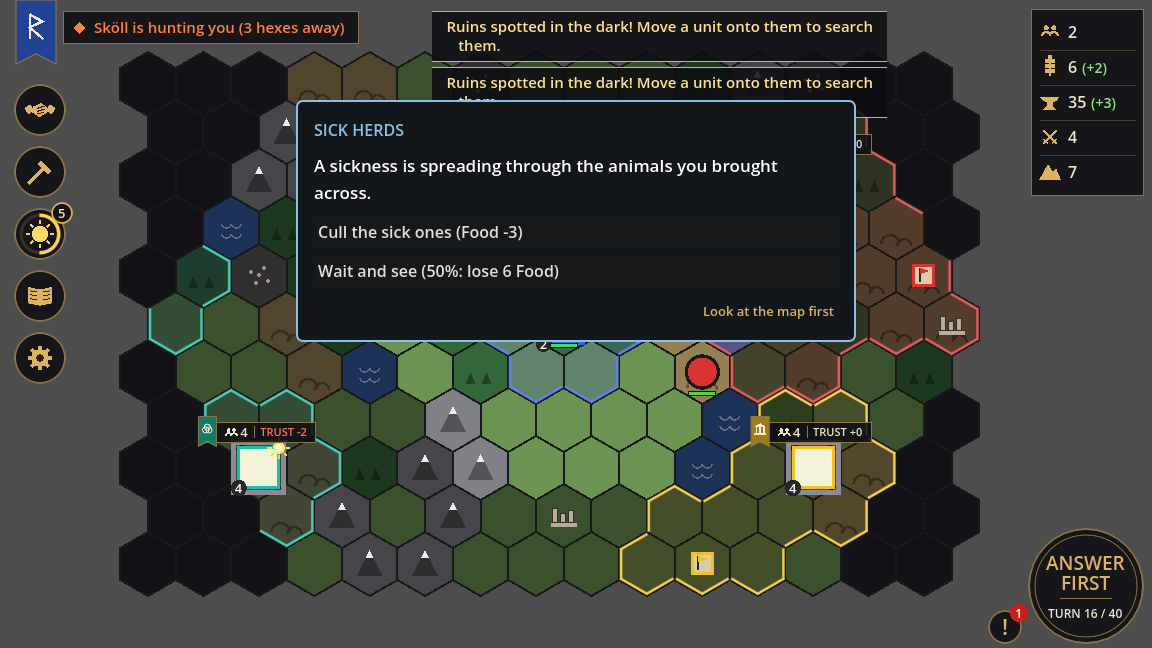 Sköll is hunting you (3 hexes away)
Ruins spotted in the dark! Move a unit onto them to search
them.
Ruins spotted in the dark! Move a unit onto them to search
2
6 (+2)
35 (+3)
4
7
SICK HERDS
A sickness is spreading through the animals you brought
across.
Cull the sick ones (Food -3)
Wait and see (50%: lose 6 Food)
Look at the map first
5
0
2
4 TRUST -2
4 TRUST +0
4
4
ANSWER
FIRST
TURN 16 / 40
! 1